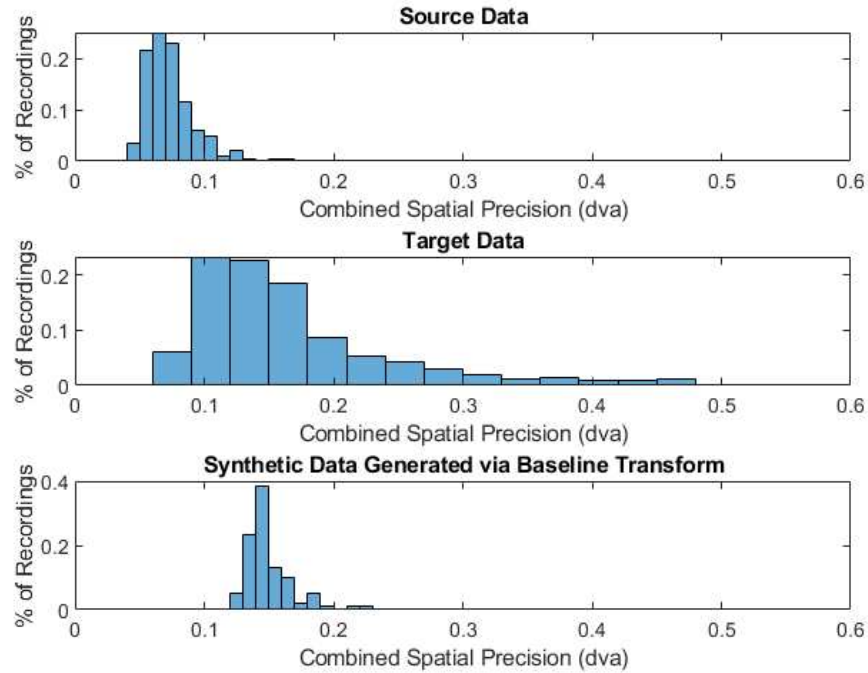 Source Data
% of Recordings
0.2
0.1
0
0 0.1 0.2 0.3 0.4 0.5 0.6
Combined Spatial Precision (dva)
Target Data
% of Recordings
0.2
0.1
0
0 0.1 0.2 0.3 0.4 0.5 0.6
Combined Spatial Precision (dva)
Synthetic Data Generated via Baseline Transform
% of Recordings
0.4
0.2
0
0 0.1 0.2 0.3 0.4 0.5 0.6
Combined Spatial Precision (dva)